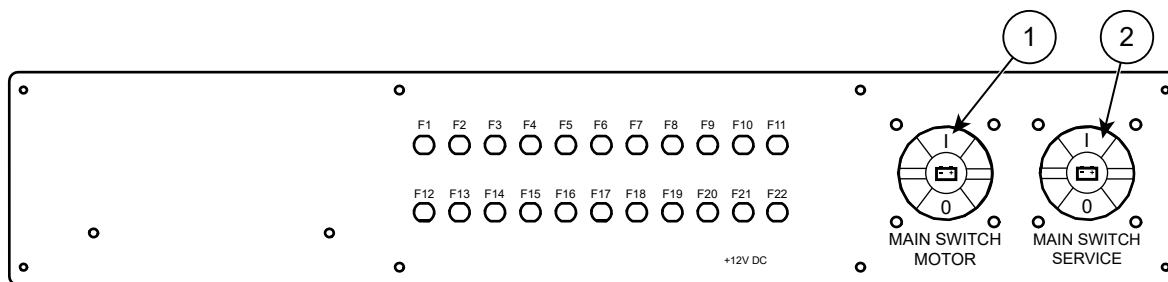 1 2
F1 F2 F3 F4 F5 F6 F7 F8 F9 F10 F11
I I
F12 F13 F14 F15 F16 F17 F18 F19 F20 F21 F22
0 0
MAIN SWITCH MOTOR
MAIN SWITCH SERVICE
+12V DC